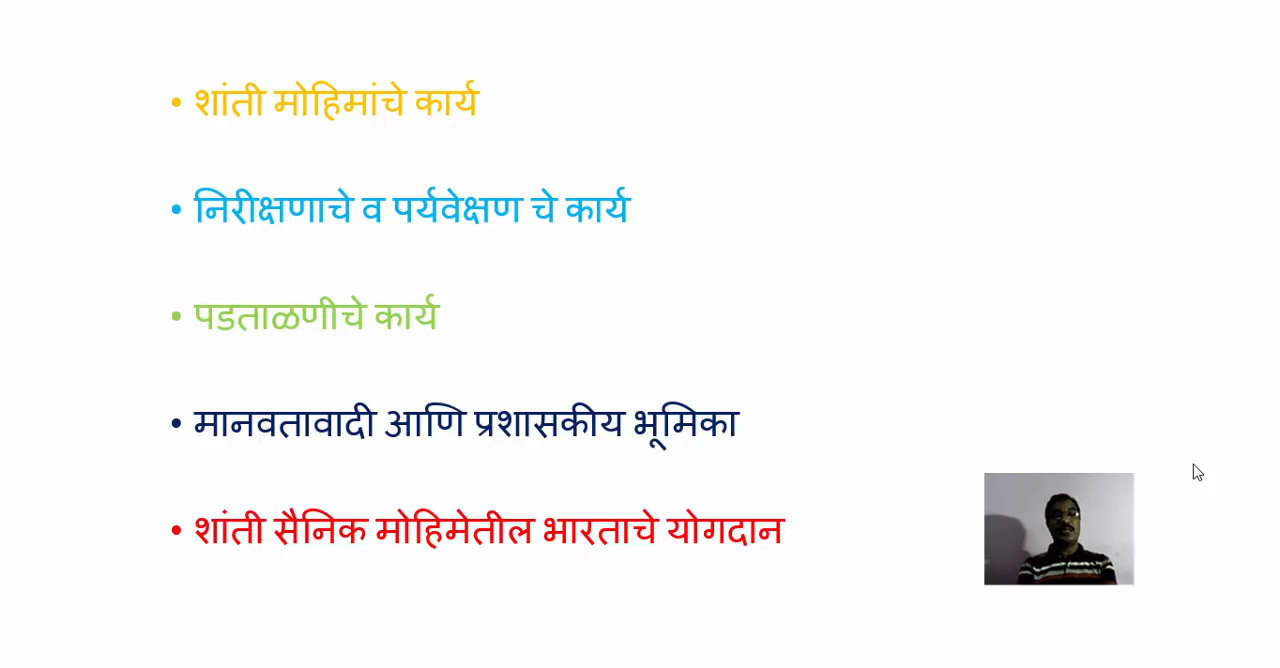 • शांती मोहिमांचे कार्य
• निरीक्षणाचे व पर्यवेक्षण चे कार्य
• पडताळणीचे कार्य
• मानवतावादी आणि प्रशासकीय भूमिका
• शांती सैनिक मोहिमेतील भारताचे योगदान